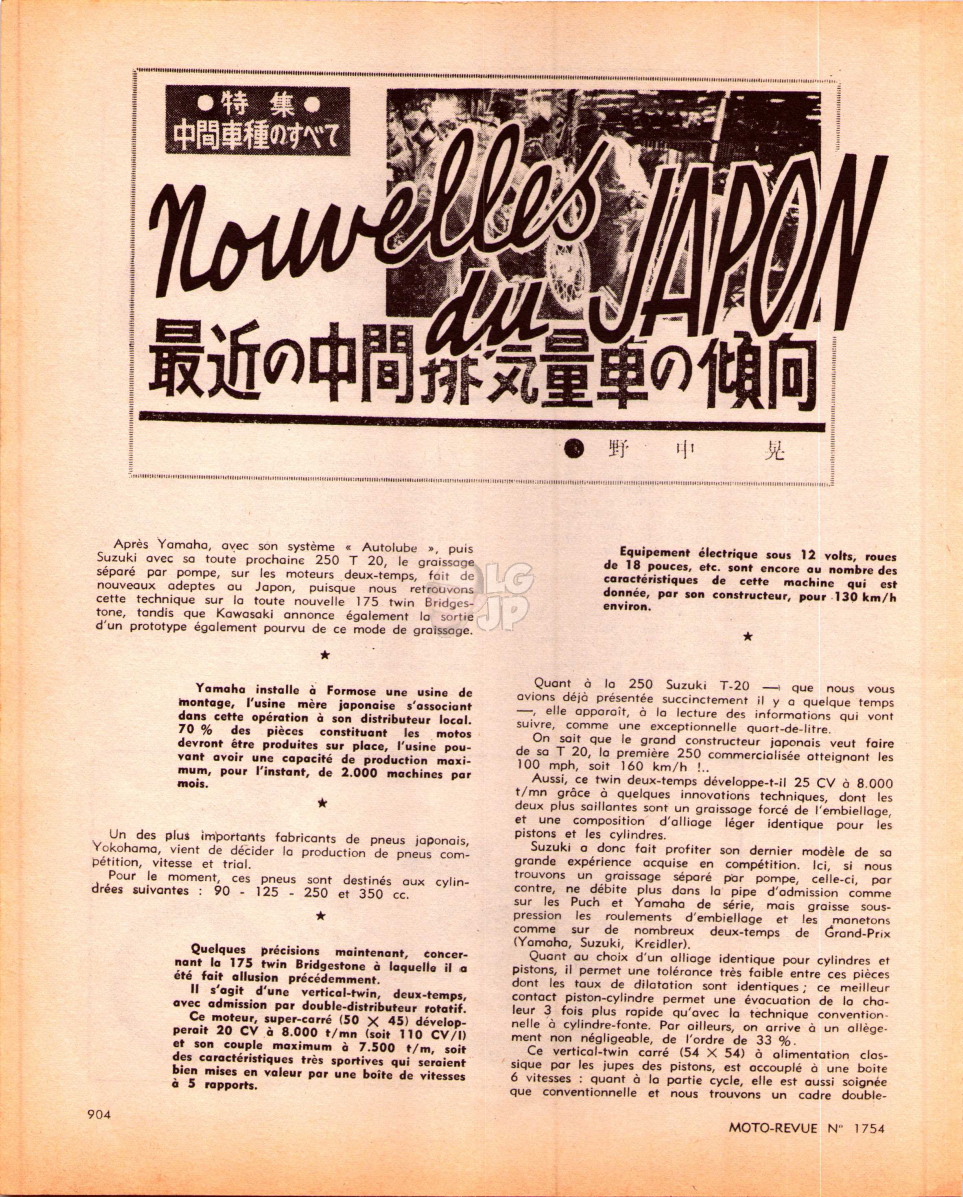 ● 特 集 ●
中間車種のすべて
Nouvelles
du JAPON
最近の中間排気量車の傾向
● 野 中 晃
Après Yamaha, avec son système « Autolube », puis
Suzuki avec sa toute prochaine 250 T 20, le graissage
séparé par pompe, sur les moteurs deux-temps, fait de
nouveaux adeptes au Japon, puisque nous retrouvons
cette technique sur la toute nouvelle 175 twin Bridges-
tone, tandis que Kawasaki annonce également la sortie
d'un prototype également pourvu de ce mode de graissage.
★
Yamaha installe à Formose une usine de
montage, l'usine mère japonaise s'associant
dans cette opération à son distributeur local.
70 % des pièces constituant les motos
devront être produites sur place, l'usine pou-
vant avoir une capacité de production maxi-
mum, pour l'instant, de 2.000 machines par
mois.
★
Un des plus importants fabricants de pneus japonais,
Yokohama, vient de décider la production de pneus com-
pétition, vitesse et trial.
Pour le moment, ces pneus sont destinés aux cylin-
drées suivantes : 90 - 125 - 250 et 350 cc.
★
Quelques précisions maintenant, concer-
nant la 175 twin Bridgestone à laquelle il a
été fait allusion précédemment.
Il s'agit d'une vertical-twin, deux-temps,
avec admission par double-distributeur rotatif.
Ce moteur, super-carré (50 X 45) dévelop-
perait 20 CV à 8.000 t/mn (soit 110 CV/l)
et son couple maximum à 7.500 t/m, soit
des caractéristiques très sportives qui seraient
bien mises en valeur par une boîte de vitesses
à 5 rapports.
Equipement électrique sous 12 volts, roues
de 18 pouces, etc. sont encore au nombre des
caractéristiques de cette machine qui est
donnée, par son constructeur, pour 130 km/h
environ.
★
Quant à la 250 Suzuki T-20 — que nous vous
avions déjà présentée succinctement il y a quelque temps
—, elle apparaît, à la lecture des informations qui vont
suivre, comme une exceptionnelle quart-de-litre.
On sait que le grand constructeur japonais veut faire
de sa T 20, la première 250 commercialisée atteignant les
100 mph, soit 160 km/h !..
Aussi, ce twin deux-temps développe-t-il 25 CV à 8.000
t/mn grâce à quelques innovations techniques, dont les
deux plus saillantes sont un graissage forcé de l'embiellage,
et une composition d'alliage léger identique pour les
pistons et les cylindres.
Suzuki a donc fait profiter son dernier modèle de sa
grande expérience acquise en compétition. Ici, si nous
trouvons un graissage séparé par pompe, celle-ci, par
contre, ne débite plus dans la pipe d'admission comme
sur les Puch et Yamaha de série, mais graisse sous-
pression les roulements d'embiellage et les manetons
comme sur de nombreux deux-temps de Grand-Prix
(Yamaha, Suzuki, Kreidler).
Quant au choix d'un alliage identique pour cylindres et
pistons, il permet une tolérance très faible entre ces pièces
dont les taux de dilatation sont identiques ; ce meilleur
contact piston-cylindre permet une évacuation de la cha-
leur 3 fois plus rapide qu'avec la technique convention-
nelle à cylindre-fonte. Par ailleurs, on arrive à un allège-
ment non négligeable, de l'ordre de 33 %.
Ce vertical-twin carré (54 X 54) à alimentation clas-
sique par les jupes des pistons, est accouplé à une boîte
6 vitesses : quant à la partie cycle, elle est aussi soignée
que conventionnelle et nous trouvons un cadre double-
904
MOTO-REVUE N° 1754
LG
JP